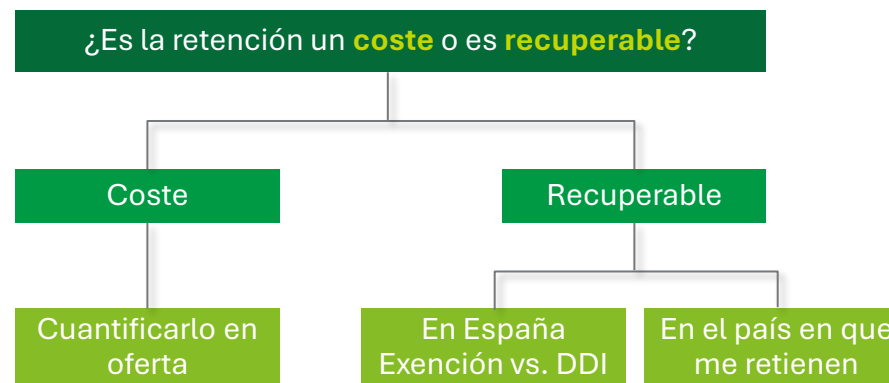 ¿Es la retención un coste o es recuperable?
Coste
Recuperable
Cuantificarlo en
oferta
En España
Exención vs. DDI
En el país en que
me retienen